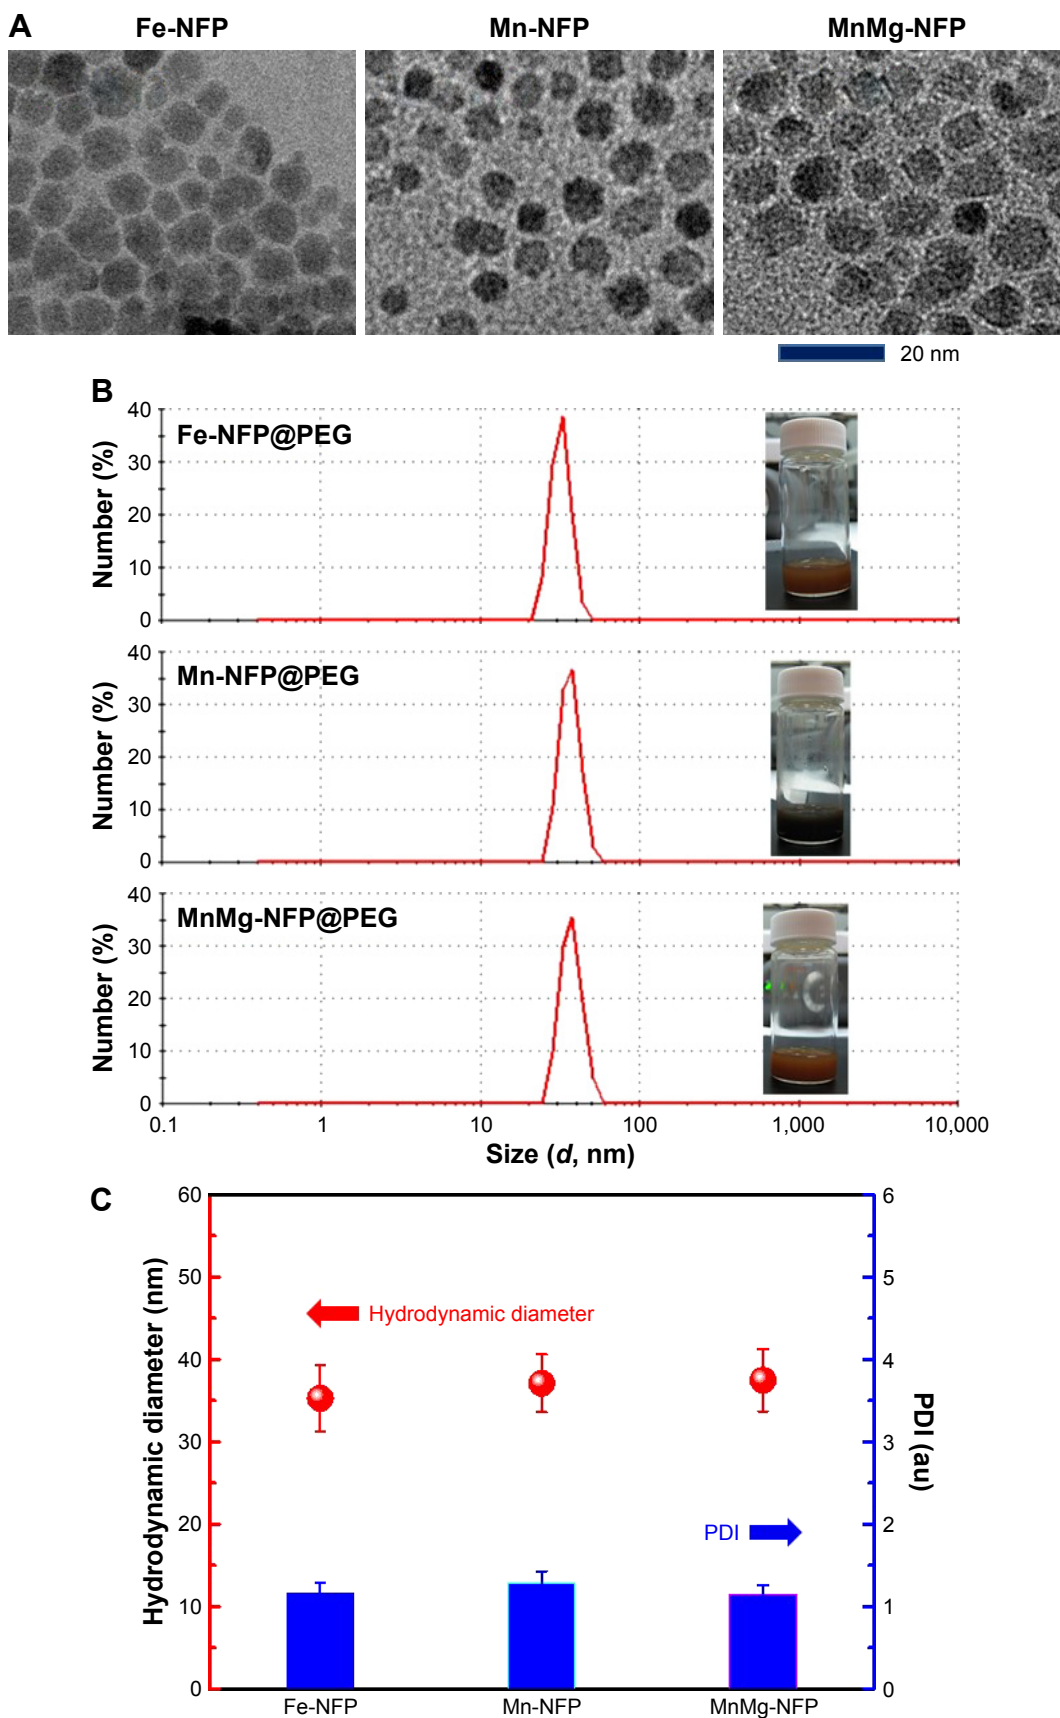 A
Fe-NFP
Mn-NFP
MnMg-NFP
20 nm
B
Number (%)
40
30
20
10
0
Fe-NFP@PEG
Number (%)
40
30
20
10
0
Mn-NFP@PEG
Number (%)
40
30
20
10
0
MnMg-NFP@PEG
0.1 1 10 100 1,000 10,000
Size (d, nm)
C
Hydrodynamic diameter (nm)
60
50
40
30
20
10
0
Hydrodynamic diameter
PDI
6
5
4
3
2
1
0
PDI (au)
Fe-NFP Mn-NFP MnMg-NFP